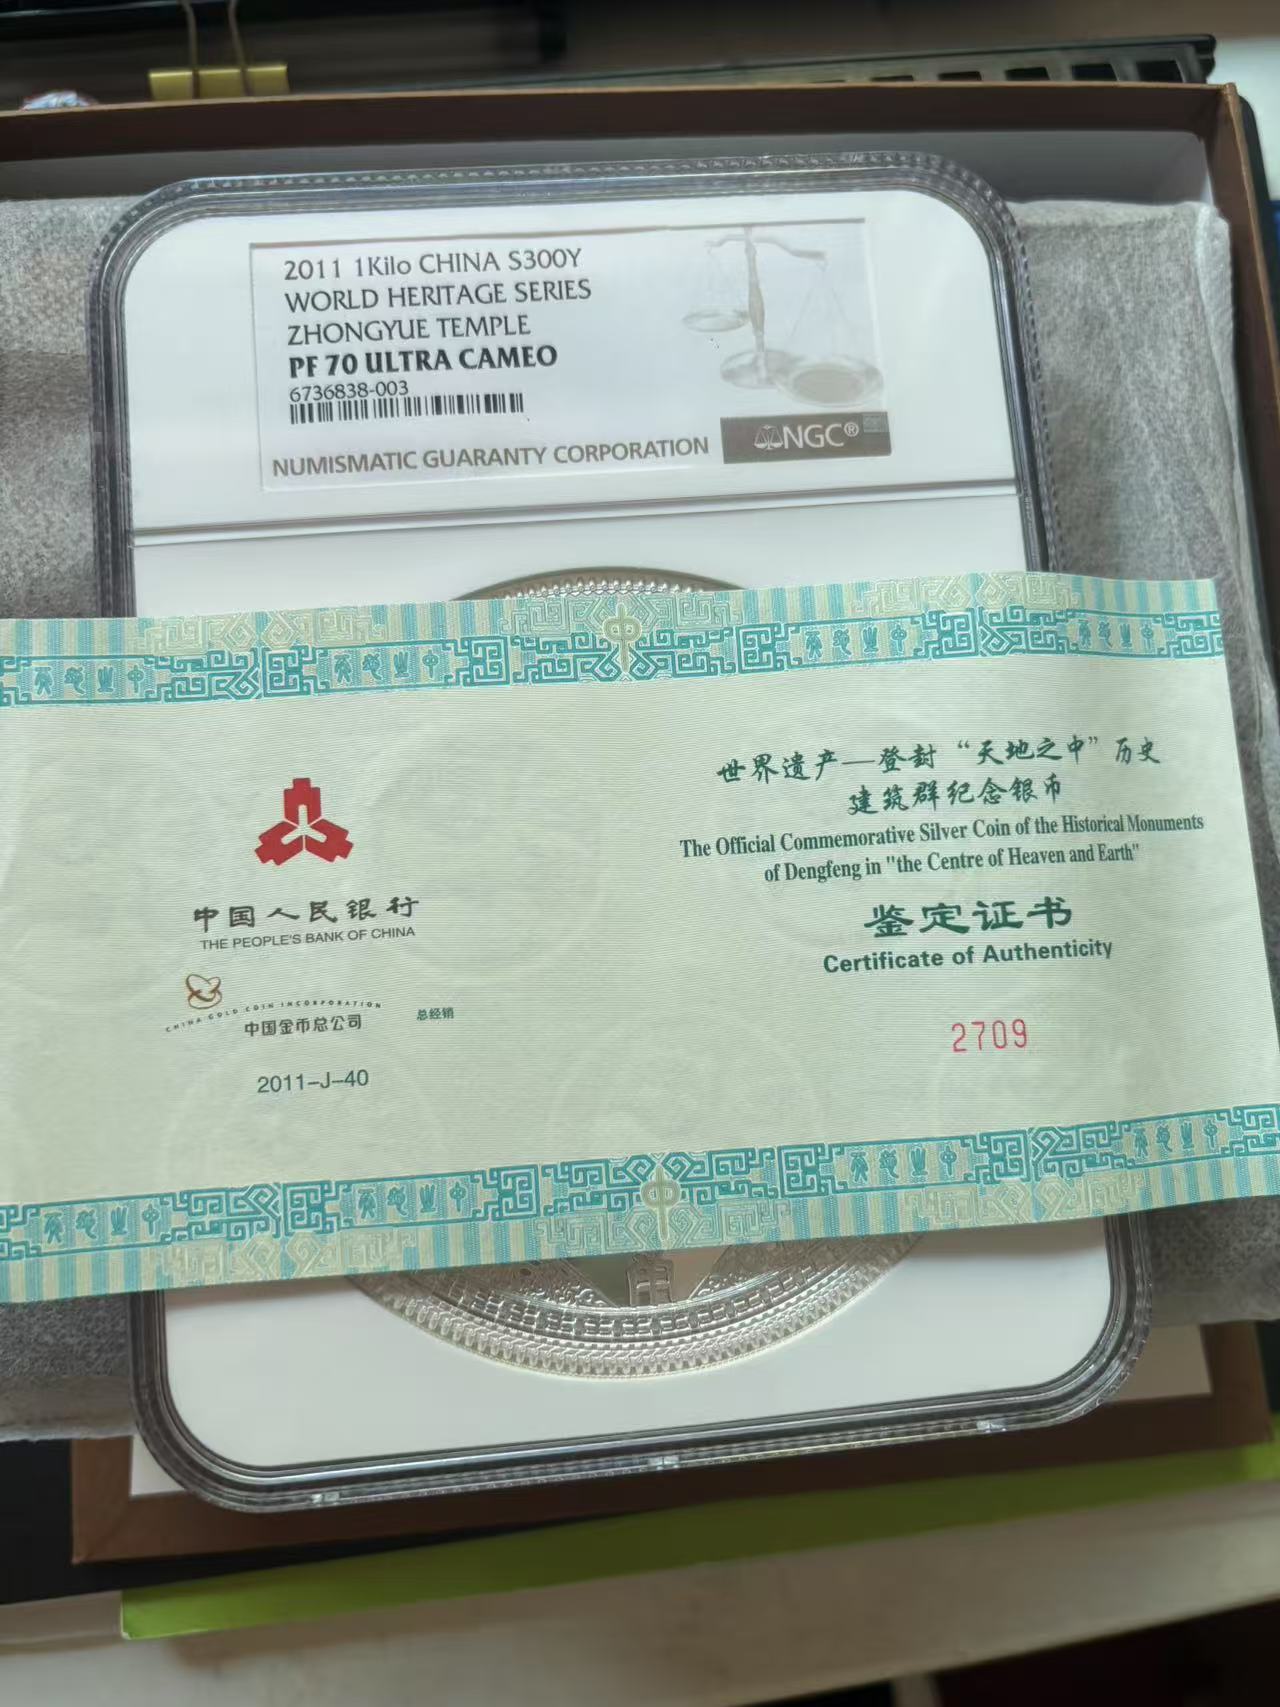 2011 1Kilo CHINA S300Y
WORLD HERITAGE SERIES
ZHONGYUE TEMPLE
PF 70 ULTRA CAMEO
6736838-003
NUMISMATIC GUARANTY CORPORATION
NGC®
中国人民银行
THE PEOPLE'S BANK OF CHINA
CHINA GOLD COIN INCORPORATION
中国金币总公司
总经销
2011-J-40
世界遗产—登封“天地之中”历史
建筑群纪念银币
The Official Commemorative Silver Coin of the Historical Monuments
of Dengfeng in "the Centre of Heaven and Earth"
鉴定证书
Certificate of Authenticity
2709